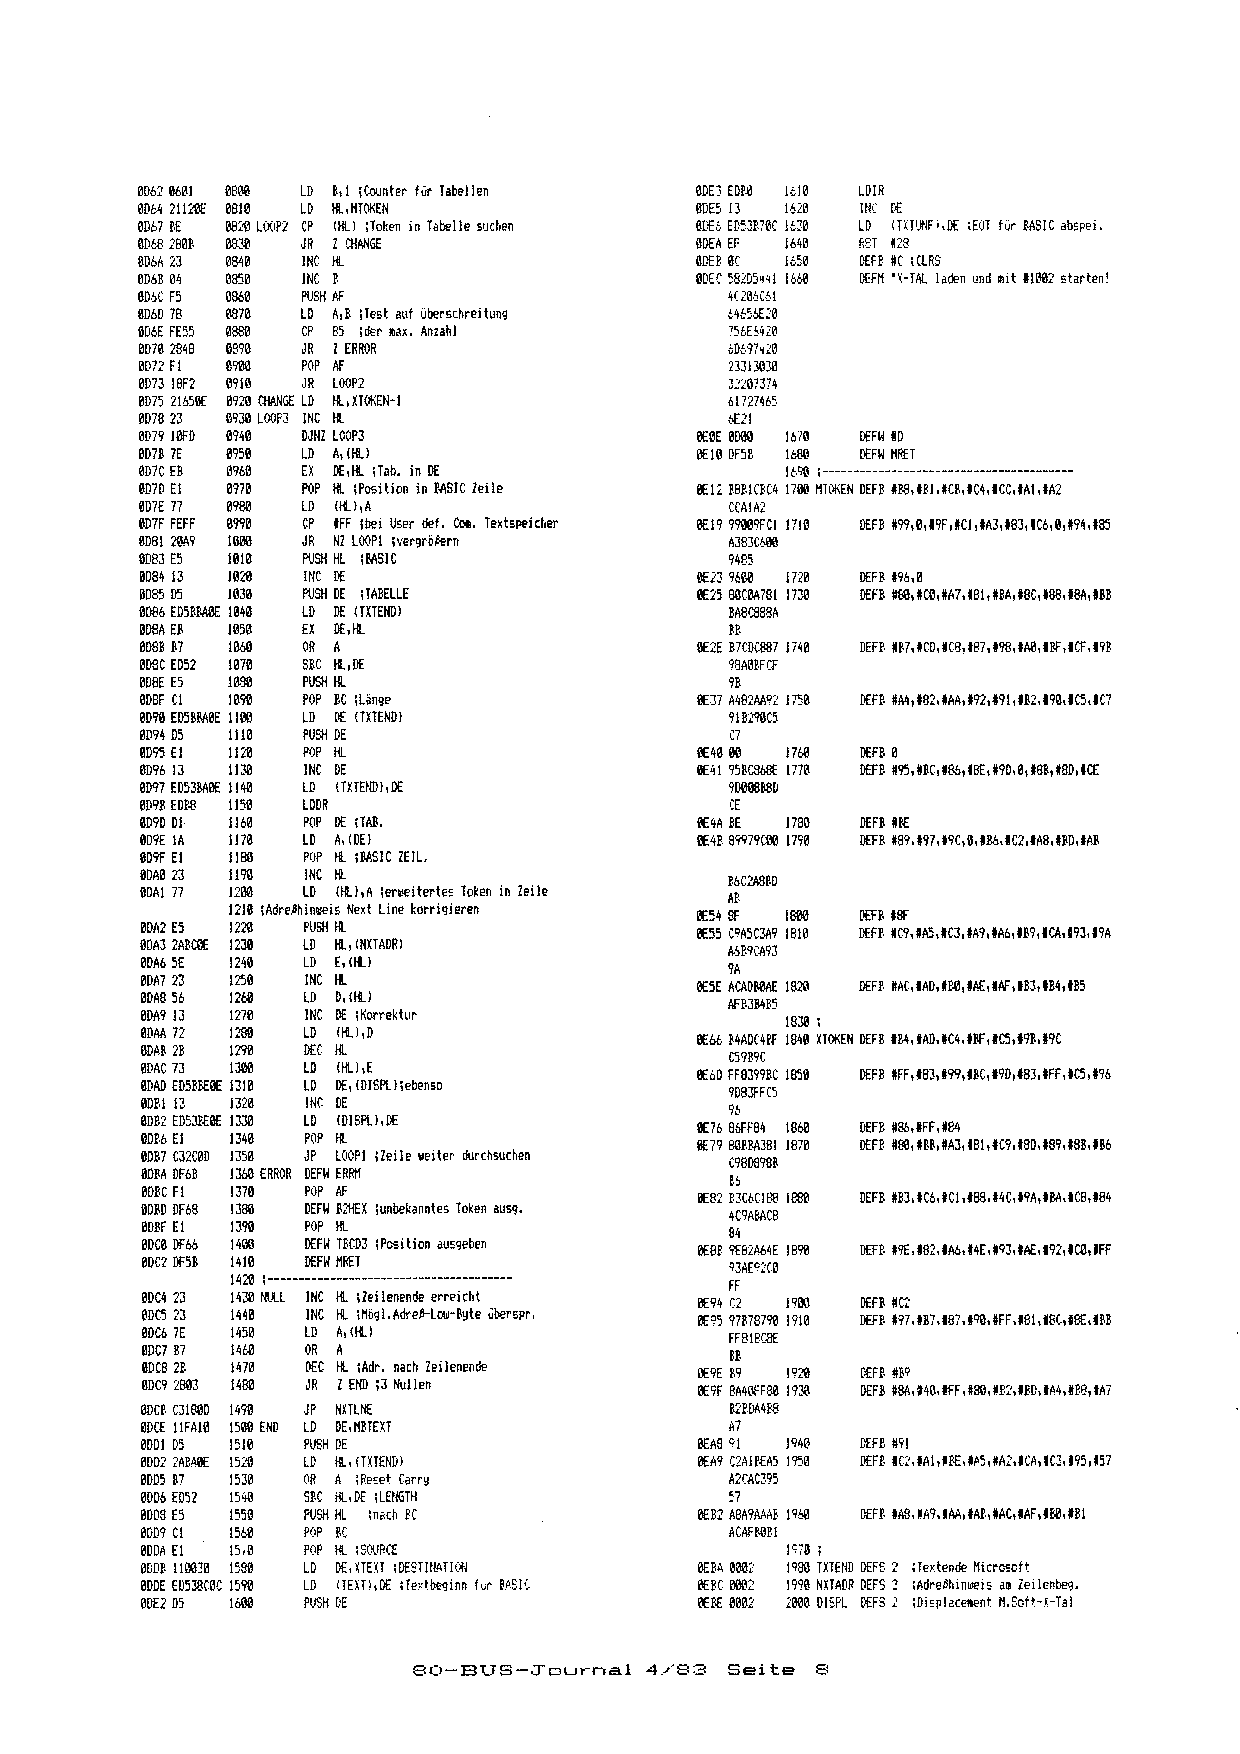 0D62 0601 0800 LD B,1 ;Counter für Tabellen
0D64 21120E 0810 LD HL,MTOKEN
0D67 BE 0820 LOOP2 CP (HL) ;Token in Tabelle suchen
0D68 280B 0830 JR Z CHANGE
0D6A 23 0840 INC HL
0D6B 04 0850 INC B
0D6C F5 0860 PUSH AF
0D6D 78 0870 LD A,B ;Test auf überschreitung
0D6E FE55 0880 CP 85 ;der max. Anzahl
0D70 2848 0890 JR Z ERROR
0D72 F1 0900 POP AF
0D73 18F2 0910 JR LOOP2
0D75 21650E 0920 CHANGE LD HL,XTOKEN-1
0D78 23 0930 LOOP3 INC HL
0D79 10FD 0940 DJNZ LOOP3
0D7B 7E 0950 LD A,(HL)
0D7C EB 0960 EX DE,HL ;Tab. in DE
0D7D E1 0970 POP HL ;Position in BASIC Zeile
0D7E 77 0980 LD (HL),A
0D7F FEFF 0990 CP #FF ;bei User def. Com. Textspeicher
0D81 20A9 1000 JR NZ LOOP1 ;vergrößern
0D83 E5 1010 PUSH HL ;BASIC
0D84 13 1020 INC DE
0D85 D5 1030 PUSH DE ;TABELLE
0D86 ED5BBA0E 1040 LD DE (TXTEND)
0D8A EB 1050 EX DE,HL
0D8B B7 1060 OR A
0D8C ED52 1070 SBC HL,DE
0D8E E5 1080 PUSH HL
0D8F C1 1090 POP BC ;Länge
0D90 ED5BBA0E 1100 LD DE (TXTEND)
0D94 D5 1110 PUSH DE
0D95 E1 1120 POP HL
0D96 13 1130 INC DE
0D97 ED53BA0E 1140 LD (TXTEND),DE
0D9B EDB8 1150 LDDR
0D9D D1 1160 POP DE ;TAB.
0D9E 1A 1170 LD A,(DE)
0D9F E1 1180 POP HL ;BASIC ZEIL.
0DA0 23 1190 INC HL
0DA1 77 1200 LD (HL),A ;erweitertes Token in Zeile
1210 ;Adreßhinweis Next Line korrigieren
0DA2 E5 1220 PUSH HL
0DA3 2ABC0E 1230 LD HL,(NXTADR)
0DA6 5E 1240 LD E,(HL)
0DA7 23 1250 INC HL
0DA8 56 1260 LD D,(HL)
0DA9 13 1270 INC DE ;Korrektur
0DAA 72 1280 LD (HL),D
0DAB 2B 1290 DEC HL
0DAC 73 1300 LD (HL),E
0DAD ED5BBE0E 1310 LD DE,(DISPL);ebenso
0DB1 13 1320 INC DE
0DB2 ED53BE0E 1330 LD (DISPL),DE
0DB6 E1 1340 POP HL
0DB7 C32C0D 1350 JP LOOP1 ;Zeile weiter durchsuchen
0DBA DF6B 1360 ERROR DEFW ERRM
0DBC F1 1370 POP AF
0DBD DF68 1380 DEFW B2HEX ;unbekanntes Token ausg.
0DBF E1 1390 POP HL
0DC0 DF66 1400 DEFW TBCD3 ;Position ausgeben
0DC2 DF5B 1410 DEFW MRET
1420 ;---------------------------------------
0DC4 23 1430 NULL INC HL ;Zeilenende erreicht
0DC5 23 1440 INC HL ;Mögl.Adreß-Low-Byte überspr.
0DC6 7E 1450 LD A,(HL)
0DC7 B7 1460 OR A
0DC8 2B 1470 DEC HL ;Adr. nach Zeilenende
0DC9 2803 1480 JR Z END ;3 Nullen
0DCB C3180D 1490 JP NXTLNE
0DCE 11FA10 1500 END LD DE,MBTEXT
0DD1 D5 1510 PUSH DE
0DD2 2ABA0E 1520 LD HL,(TXTEND)
0DD5 B7 1530 OR A ;Reset Carry
0DD6 ED52 1540 SBC HL,DE ;LENGTH
0DD8 E5 1550 PUSH HL ;nach BC
0DD9 C1 1560 POP BC
0DDA E1 15,0 POP HL ;SOURCE
0DDB 110030 1580 LD DE,XTEXT ;DESTINATION
0DDE ED538C0C 1590 LD (TEXT),DE ;Textbeginn für BASIC
0DE2 D5 1600 PUSH DE
0DE3 EDB0 1610 LDIR
0DE5 13 1620 INC DE
0DE6 ED53B70C 1630 LD (TXTUNF),DE ;EOT für BASIC abspei.
0DEA EF 1640 RST #28
0DEB 0C 1650 DEFB #C ;CLRS
0DEC 582D5441 1660 DEFM "X-TAL laden und mit #1002 starten!
4C206C61
64656E20
756E6420
6D697420
23313030
32207374
61727465
6E21
0E0E 0D00 1670 DEFW #D
0E10 DF5B 1680 DEFW MRET
1690 ;----------------------------------------
0E12 B8B1CBC4 1700 MTOKEN DEFB #B8,#B1,#CB,#C4,#CC,#A1,#A2
CCA1A2
0E19 99009FC1 1710 DEFB #99,0,#9F,#C1,#A3,#83,#C6,0,#94,#85
A383C600
9485
0E23 9600 1720 DEFB #96,0
0E25 80C0A781 1730 DEFB #80,#C0,#A7,#81,#BA,#8C,#88,#8A,#BB
BA8C888A
BB
0E2E B7CDC887 1740 DEFB #B7,#CD,#C8,#87,#98,#A0,#BF,#CF,#9B
98A0BFCF
9B
0E37 A482AA92 1750 DEFB #A4,#82,#AA,#92,#91,#B2,#90,#C5,#C7
91B290C5
C7
0E40 00 1760 DEFB 0
0E41 95BC868E 1770 DEFB #95,#BC,#86,#8E,#9D,0,#8B,#8D,#CE
9D008B8D
CE
0E4A BE 1780 DEFB #BE
0E4B 89979C00 1790 DEFB #89,#97,#9C,0,#B6,#C2,#A8,#BD,#AB
B6C2A8BD
AB
0E54 8F 1800 DEFB #8F
0E55 C9A5C3A9 1810 DEFB #C9,#A5,#C3,#A9,#A6,#B9,#CA,#93,#9A
A6B9CA93
9A
0E5E ACADB0AE 1820 DEFB #AC,#AD,#B0,#AE,#AF,#B3,#B4,#B5
AFB3B4B5
1830 ;
0E66 B4ADC4BF 1840 XTOKEN DEFB #B4,#AD,#C4,#BF,#C5,#9B,#9C
C59B9C
0E6D FF8399BC 1850 DEFB #FF,#83,#99,#BC,#9D,#83,#FF,#C5,#96
9D83FFC5
96
0E76 86FF84 1860 DEFB #86,#FF,#84
0E79 80BBA381 1870 DEFB #80,#BB,#A3,#81,#C9,#8D,#89,#8B,#B6
C98D898B
B6
0E82 B3C6C188 1880 DEFB #B3,#C6,#C1,#88,#4C,#9A,#BA,#CB,#84
4C9ABACB
84
0E8B 9E82A64E 1890 DEFB #9E,#82,#A6,#4E,#93,#AE,#92,#C0,#FF
93AE92C0
FF
0E94 C2 1900 DEFB #C2
0E95 97B78790 1910 DEFB #97,#B7,#87,#90,#FF,#81,#8C,#8E,#BB
FF818C8E
BB
0E9E B9 1920 DEFB #B9
0E9F 8A40FF80 1930 DEFB #8A,#40,#FF,#80,#B2,#BD,#A4,#B8,#A7
B2BDA4B8
A7
0EA8 91 1940 DEFB #91
0EA9 C2A1BEA5 1950 DEFB #C2,#A1,#BE,#A5,#A2,#CA,#C3,#95,#57
A2CAC395
57
0EB2 A8A9AAAB 1960 DEFB #A8,#A9,#AA,#AB,#AC,#AF,#B0,#B1
ACAFB0B1
1970 ;
0EBA 0002 1980 TXTEND DEFS 2 ;Textende Microsoft
0EBC 0002 1990 NXTADR DEFS 2 ;Adreßhinweis am Zeilenbeg.
0EBE 0002 2000 DISPL DEFS 2 ;Displacement M.Soft-X-Tal
80-BUS-Journal 4/83 Seite 8